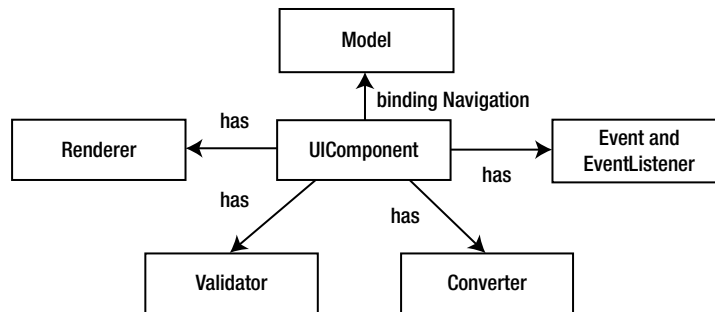 Model
binding Navigation
has
Renderer
UIComponent
Event and
EventListener
has
has
has
Validator
Converter